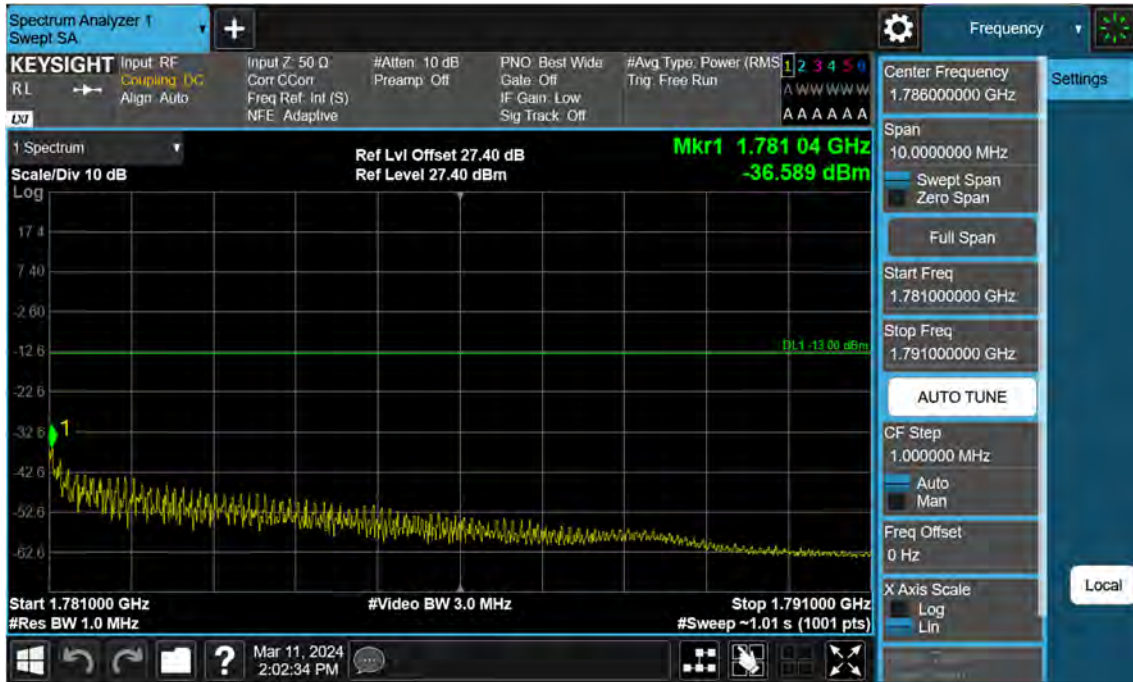 Spectrum Analyzer 1
Swept SA
+
Frequency
KEYSIGHT
RL
LXI
Input: RF
Coupling: DC
Align: Auto
Input Z: 50 Ω
Corr CCorr
Freq Ref: Int (S)
NFE: Adaptive
#Atten: 10 dB
Preamp: Off
PNO: Best Wide
Gate: Off
IF Gain: Low
Sig Track: Off
#Avg Type: Power (RMS
Trig: Free Run
1 2 3 4 5 6
A W W W W W
A A A A A A
1 Spectrum
Scale/Div 10 dB
Ref Lvl Offset 27.40 dB
Ref Level 27.40 dBm
Mkr1 1.781 04 GHz
-36.589 dBm
Log
17.4
7.40
-2.60
-12.6
DL1 -13.00 dBm
-22.6
-32.6
1
-42.6
-52.6
-62.6
Start 1.781000 GHz
#Video BW 3.0 MHz
Stop 1.791000 GHz
#Res BW 1.0 MHz
#Sweep ~1.01 s (1001 pts)
?
Mar 11, 2024
2:02:34 PM
Center Frequency
1.786000000 GHz
Settings
Span
10.0000000 MHz
Swept Span
Zero Span
Full Span
Start Freq
1.781000000 GHz
Stop Freq
1.791000000 GHz
AUTO TUNE
CF Step
1.000000 MHz
Auto
Man
Freq Offset
0 Hz
X Axis Scale
Log
Lin
Local